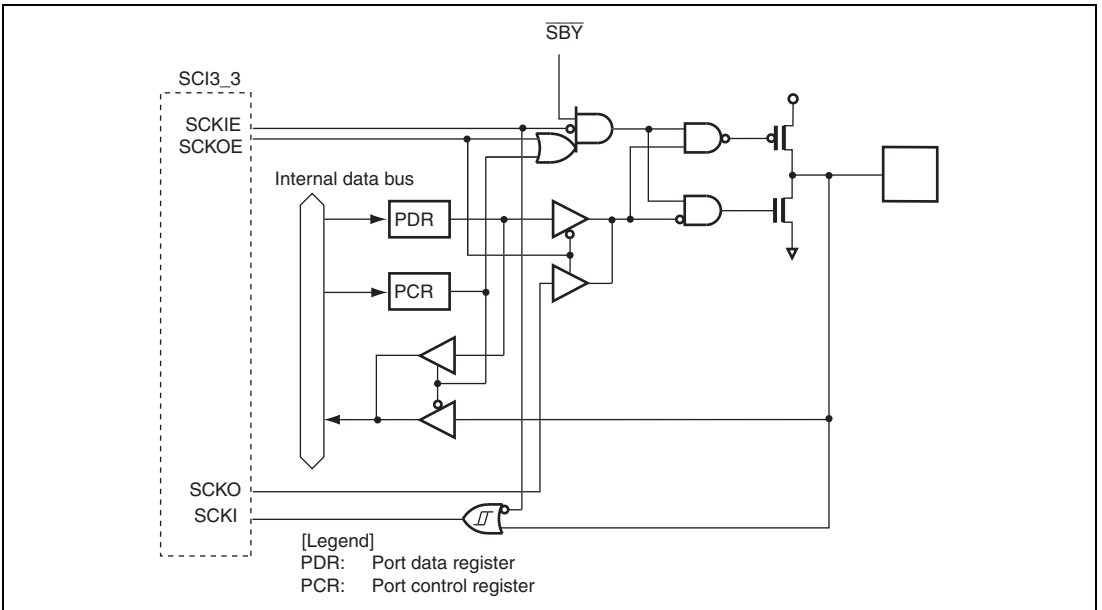 SBY
SCI3_3
SCKIE
SCKOE
Internal data bus
PDR
PCR
SCKO
SCKI
[Legend]
PDR: Port data register
PCR: Port control register